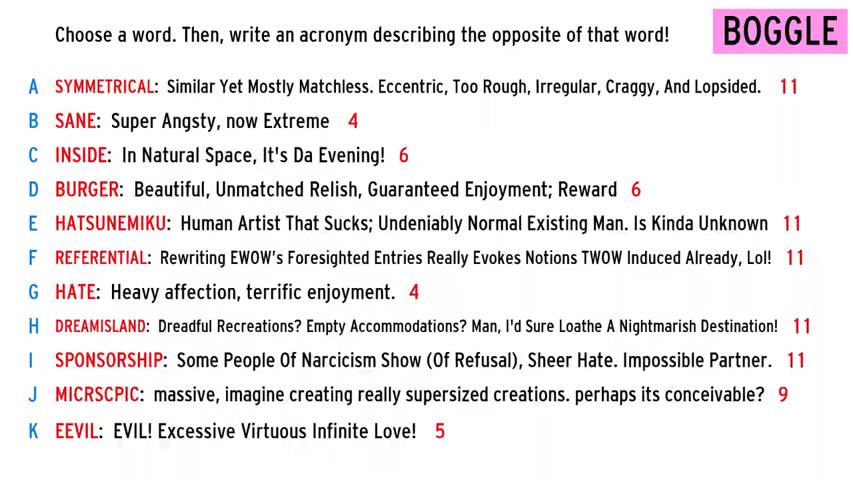 Choose a word. Then, write an acronym describing the opposite of that word!
BOGGLE
A SYMMETRICAL: Similar Yet Mostly Matchless. Eccentric, Too Rough, Irregular, Craggy, And Lopsided. 11
B SANE: Super Angsty, now Extreme 4
C INSIDE: In Natural Space, It's Da Evening! 6
D BURGER: Beautiful, Unmatched Relish, Guaranteed Enjoyment; Reward 6
E HATSUNEMIKU: Human Artist That Sucks; Undeniably Normal Existing Man. Is Kinda Unknown 11
F REFERENTIAL: Rewriting EWOW's Foresighted Entries Really Evokes Notions TWOW Induced Already, Lol! 11
G HATE: Heavy affection, terrific enjoyment. 4
H DREAMISLAND: Dreadful Recreations? Empty Accommodations? Man, I'd Sure Loathe A Nightmarish Destination! 11
I SPONSORSHIP: Some People Of Narcicism Show (Of Refusal), Sheer Hate. Impossible Partner. 11
J MICRSCPIC: massive, imagine creating really supersized creations. perhaps its conceivable? 9
K EEVIL: EVIL! Excessive Virtuous Infinite Love! 5